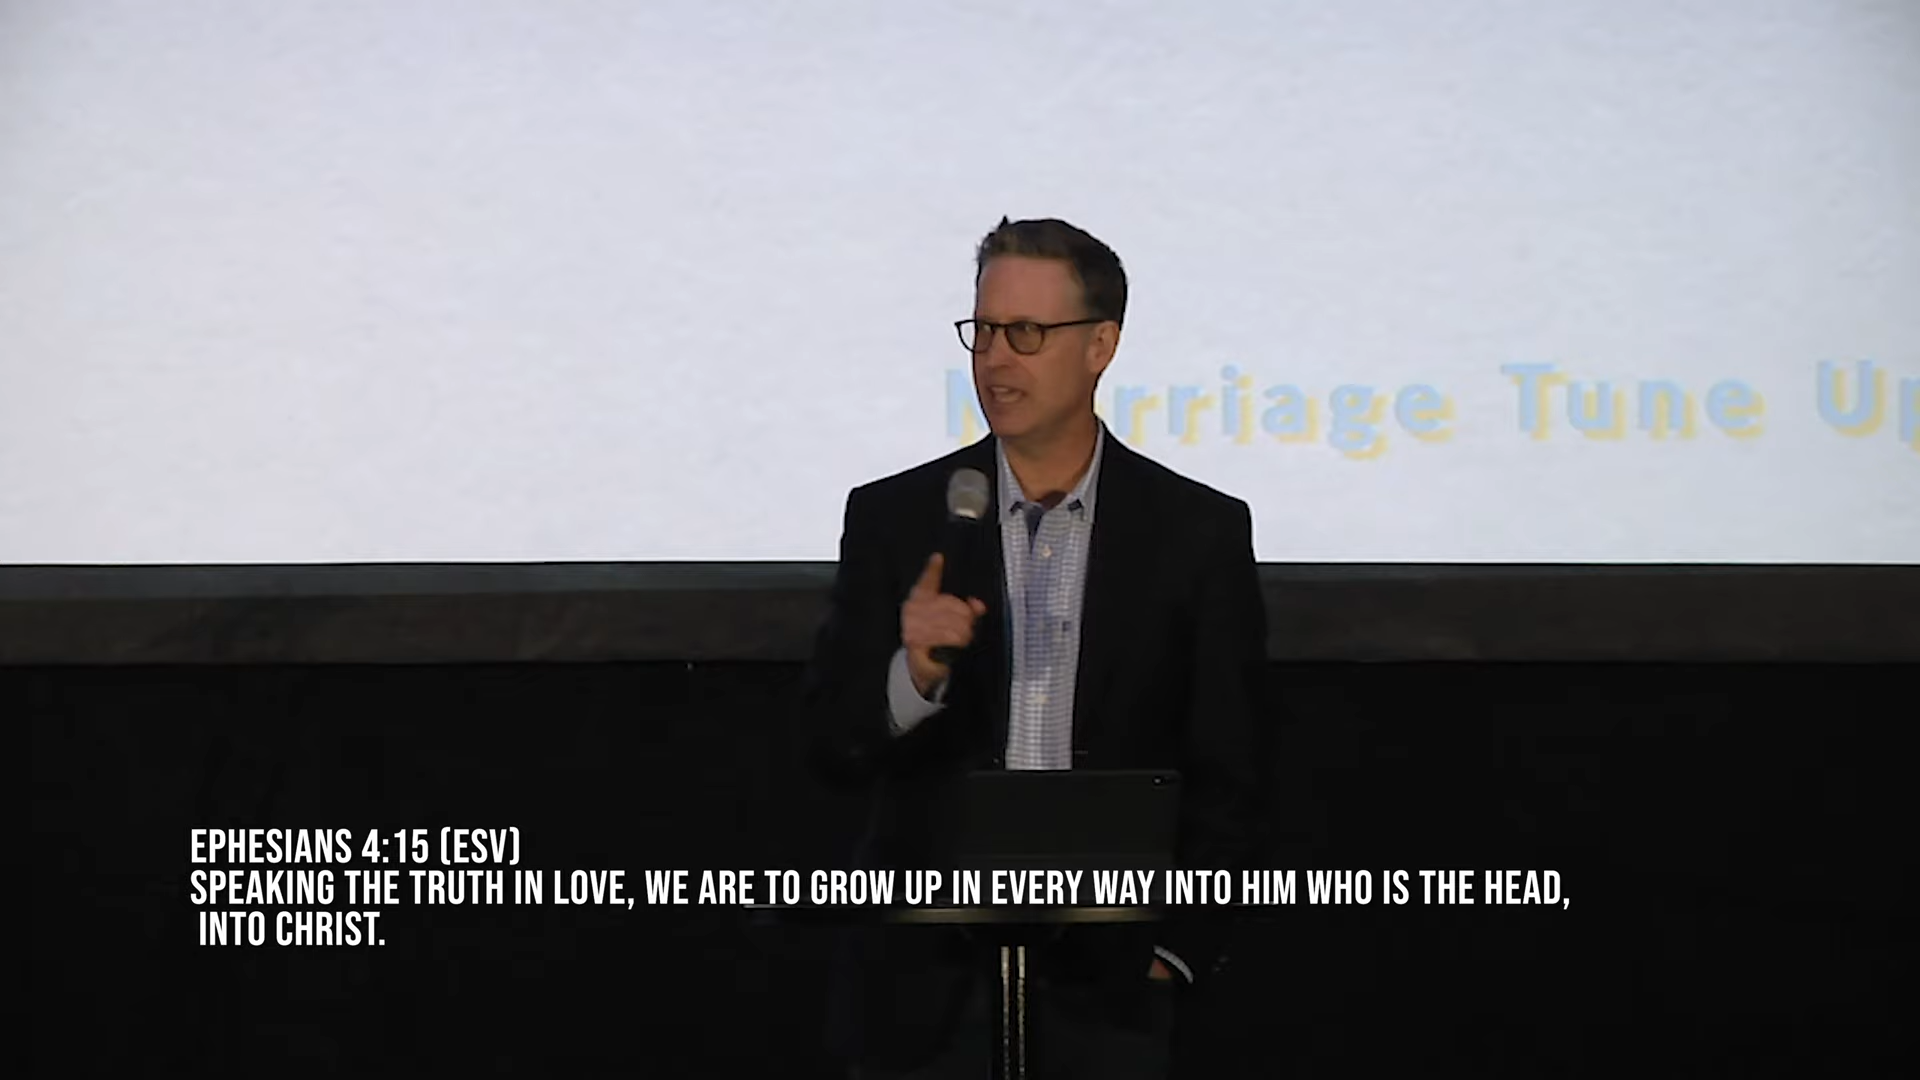 Marriage Tune Up
EPHESIANS 4:15 (ESV)
SPEAKING THE TRUTH IN LOVE, WE ARE TO GROW UP IN EVERY WAY INTO HIM WHO IS THE HEAD,
INTO CHRIST.